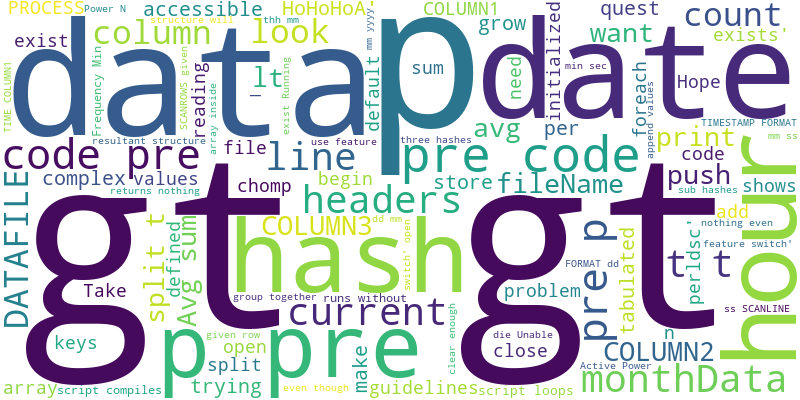 PROCESS
Power N
structure will
accessible
thh mm
HoHoHoA
mm yyyy
COLUMN1
quest
count
exist
column
look
default
grow
want
exists'
data
p
date
sum
initialized
foreach
Hope
TIME COLUMN1
Frequency Min
SCANROWS given
reading
array inside
lt
_
exist Running
need
min sec
append values
avg
per
TIMESTAMP FORMAT
resultant structure
use feature
three hashes
print
mm ss
code pre
file
line
pre code
code
push
complex
values
chomp
begin
store
fileName
sub hashes
shows
returns nothing
headers
DATAFILE
hour
gt
gt
split t
defined
Avg sum
COLUMN3
dd mm
hash
switch' open
pre p
tabulated
t t
perldsc'
add
nothing even
feature switch'
FORMAT dd
Take
group together
runs without
problem
current
clear enough
ss SCANLINE
n
keys
p
pre
given row
open
make
die Unable
close
COLUMN2
split
Active Power
array
script compiles
trying
even though
guidelines
script loops
monthData